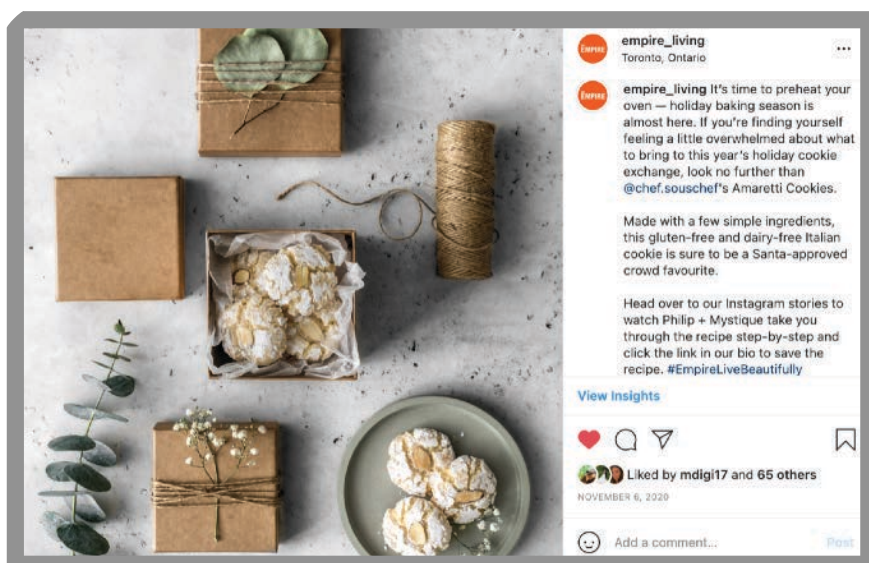 EMPIRE
empire_living
Toronto, Ontario
EMPIRE
empire_living It's time to preheat your
oven — holiday baking season is
almost here. If you're finding yourself
feeling a little overwhelmed about what
to bring to this year's holiday cookie
exchange, look no further than
@chef.souschef's Amaretti Cookies.
Made with a few simple ingredients,
this gluten-free and dairy-free Italian
cookie is sure to be a Santa-approved
crowd favourite.
Head over to our Instagram stories to
watch Philip + Mystique take you
through the recipe step-by-step and
click the link in our bio to save the
recipe. #EmpireLiveBeautifully
View Insights
Liked by mdigi17 and 65 others
NOVEMBER 6, 2020
Add a comment...
Post